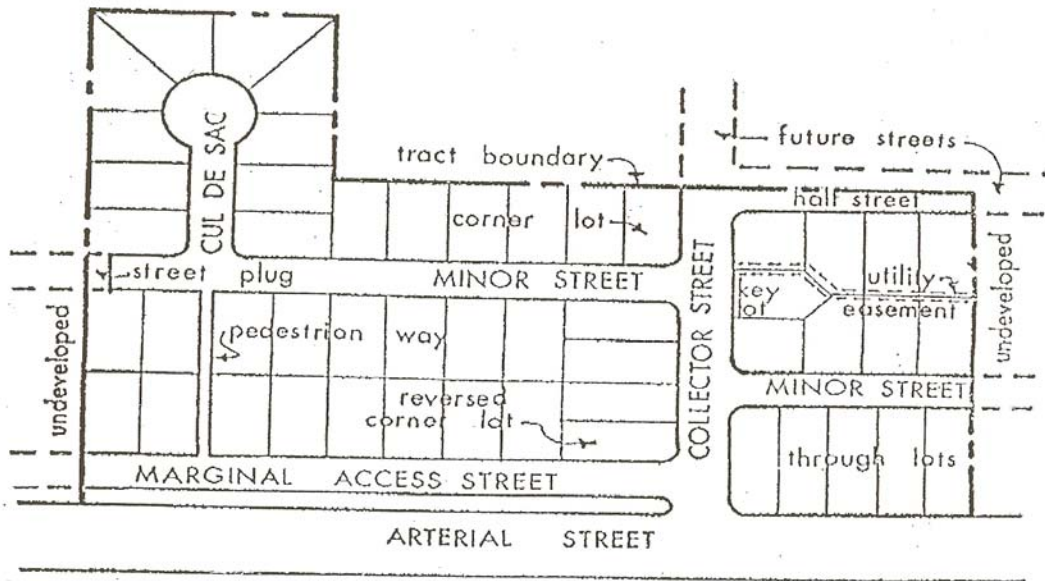 CUL DE SAC
tract boundary
future streets
corner lot
half street
street plug
MINOR STREET
COLLECTOR STREET
key
lot
utility
easement
undeveloped
undeveloped
pedestrion way
MINOR STREET
reversed
corner lot
through lots
MARGINAL ACCESS STREET
ARTERIAL STREET